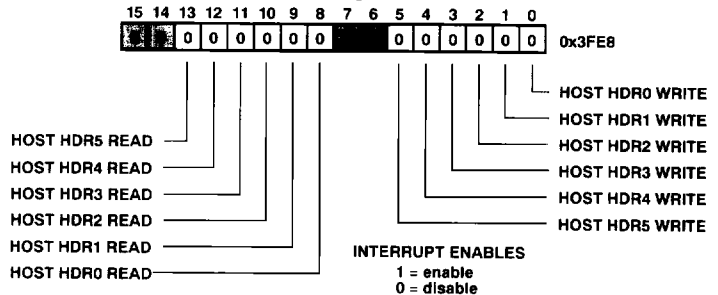 15 14 13 12 11 10 9 8 7 6 5 4 3 2 1 0
0 0 0 0 0 0 0 0 0 0 0 0 0x3FE8
HOST HDR0 WRITE
HOST HDR1 WRITE
HOST HDR2 WRITE
HOST HDR3 WRITE
HOST HDR4 WRITE
HOST HDR5 WRITE
HOST HDR5 READ
HOST HDR4 READ
HOST HDR3 READ
HOST HDR2 READ
HOST HDR1 READ
HOST HDR0 READ
INTERRUPT ENABLES
1 = enable
0 = disable